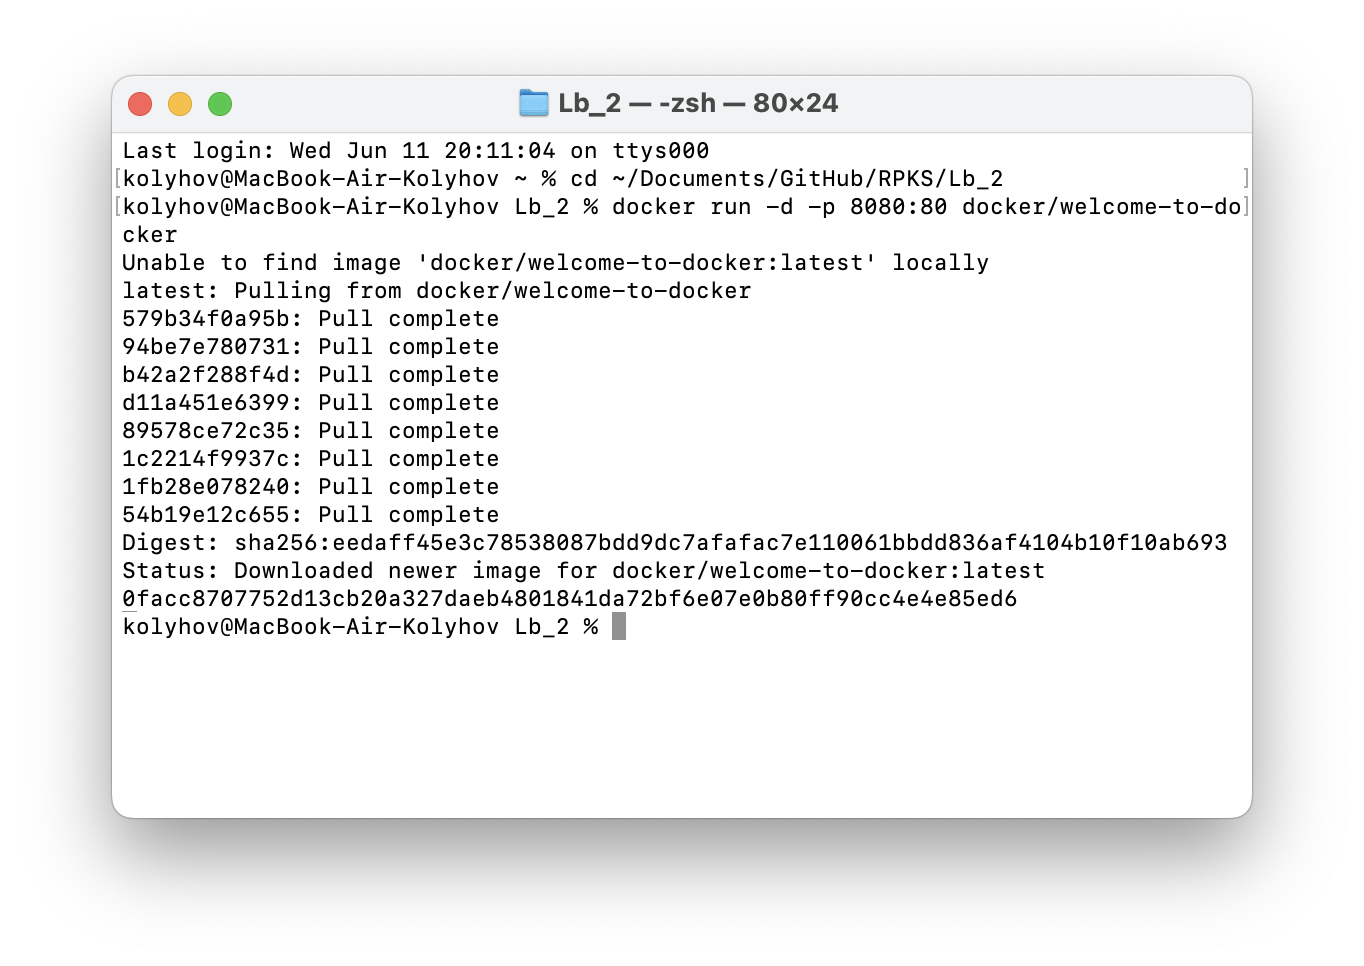 Lb_2 — -zsh — 80×24
Last login: Wed Jun 11 20:11:04 on ttys000
[kolyhov@MacBook-Air-Kolyhov ~ % cd ~/Documents/GitHub/RPKS/Lb_2 ]
[kolyhov@MacBook-Air-Kolyhov Lb_2 % docker run -d -p 8080:80 docker/welcome-to-do]
cker
Unable to find image 'docker/welcome-to-docker:latest' locally
latest: Pulling from docker/welcome-to-docker
579b34f0a95b: Pull complete
94be7e780731: Pull complete
b42a2f288f4d: Pull complete
d11a451e6399: Pull complete
89578ce72c35: Pull complete
1c2214f9937c: Pull complete
1fb28e078240: Pull complete
54b19e12c655: Pull complete
Digest: sha256:eedaff45e3c78538087bdd9dc7afafac7e110061bbdd836af4104b10f10ab693
Status: Downloaded newer image for docker/welcome-to-docker:latest
0facc8707752d13cb20a327daeb4801841da72bf6e07e0b80ff90cc4e4e85ed6
kolyhov@MacBook-Air-Kolyhov Lb_2 %